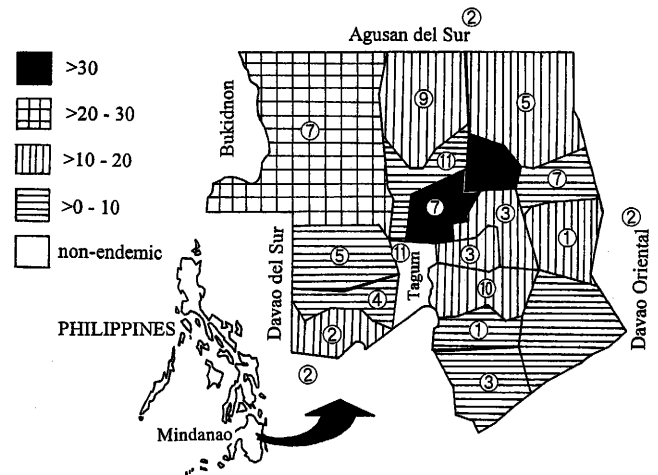 ②
Agusan del Sur
>30
>20 - 30
>10 - 20
>0 - 10
non-endemic
Bukidnon
⑦
⑨
⑤
⑪
⑦
⑦
③
②
①
Davao Oriental
⑤
⑪
③
Tagum
Davao del Sur
④
⑩
②
①
②
③
PHILIPPINES
Mindanao